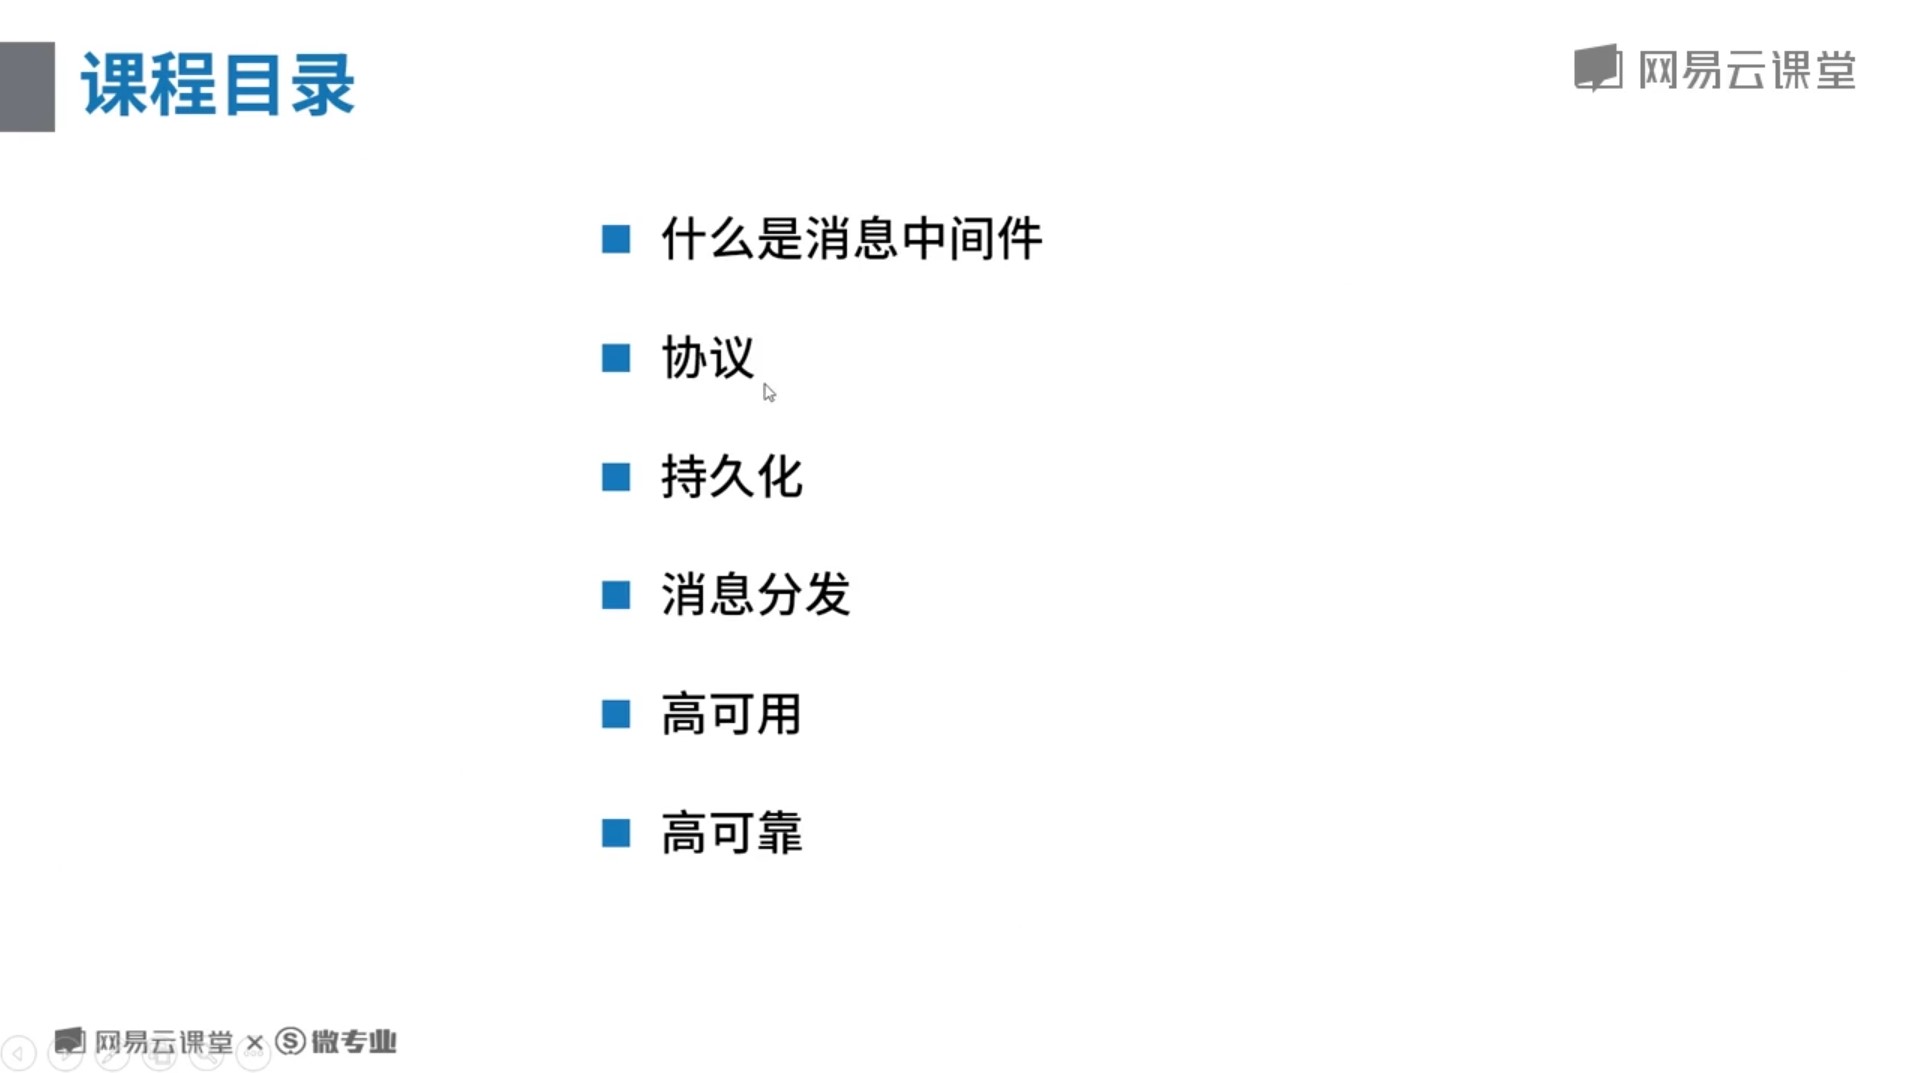 课程目录
网易云课堂
什么是消息中间件
协议
持久化
消息分发
高可用
高可靠
网易云课堂 × 微专业